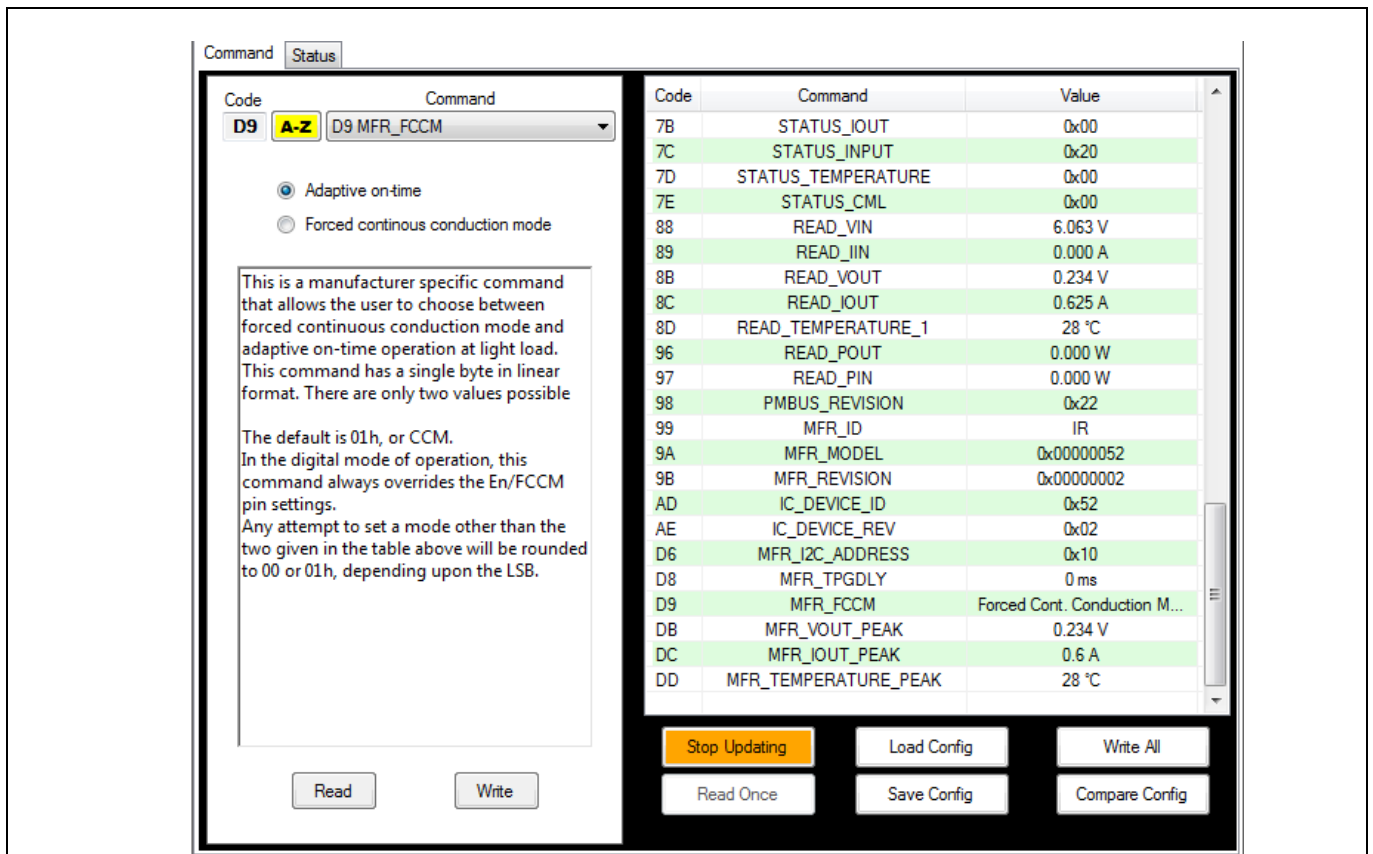 Command Status
Code Command
D9 A-Z D9 MFR_FCCM
Adaptive on-time
Forced continous conduction mode
This is a manufacturer specific command
that allows the user to choose between
forced continuous conduction mode and
adaptive on-time operation at light load.
This command has a single byte in linear
format. There are only two values possible
The default is 01h, or CCM.
In the digital mode of operation, this
command always overrides the En/FCCM
pin settings.
Any attempt to set a mode other than the
two given in the table above will be rounded
to 00 or 01h, depending upon the LSB.
Read Write
Code Command Value
7B STATUS_IOUT 0x00
7C STATUS_INPUT 0x20
7D STATUS_TEMPERATURE 0x00
7E STATUS_CML 0x00
88 READ_VIN 6.063 V
89 READ_IIN 0.000 A
8B READ_VOUT 0.234 V
8C READ_IOUT 0.625 A
8D READ_TEMPERATURE_1 28 °C
96 READ_POUT 0.000 W
97 READ_PIN 0.000 W
98 PMBUS_REVISION 0x22
99 MFR_ID IR
9A MFR_MODEL 0x00000052
9B MFR_REVISION 0x00000002
AD IC_DEVICE_ID 0x52
AE IC_DEVICE_REV 0x02
D6 MFR_I2C_ADDRESS 0x10
D8 MFR_TPGDLY 0 ms
D9 MFR_FCCM Forced Cont. Conduction M...
DB MFR_VOUT_PEAK 0.234 V
DC MFR_IOUT_PEAK 0.6 A
DD MFR_TEMPERATURE_PEAK 28 °C
Stop Updating Load Config Write All
Read Once Save Config Compare Config